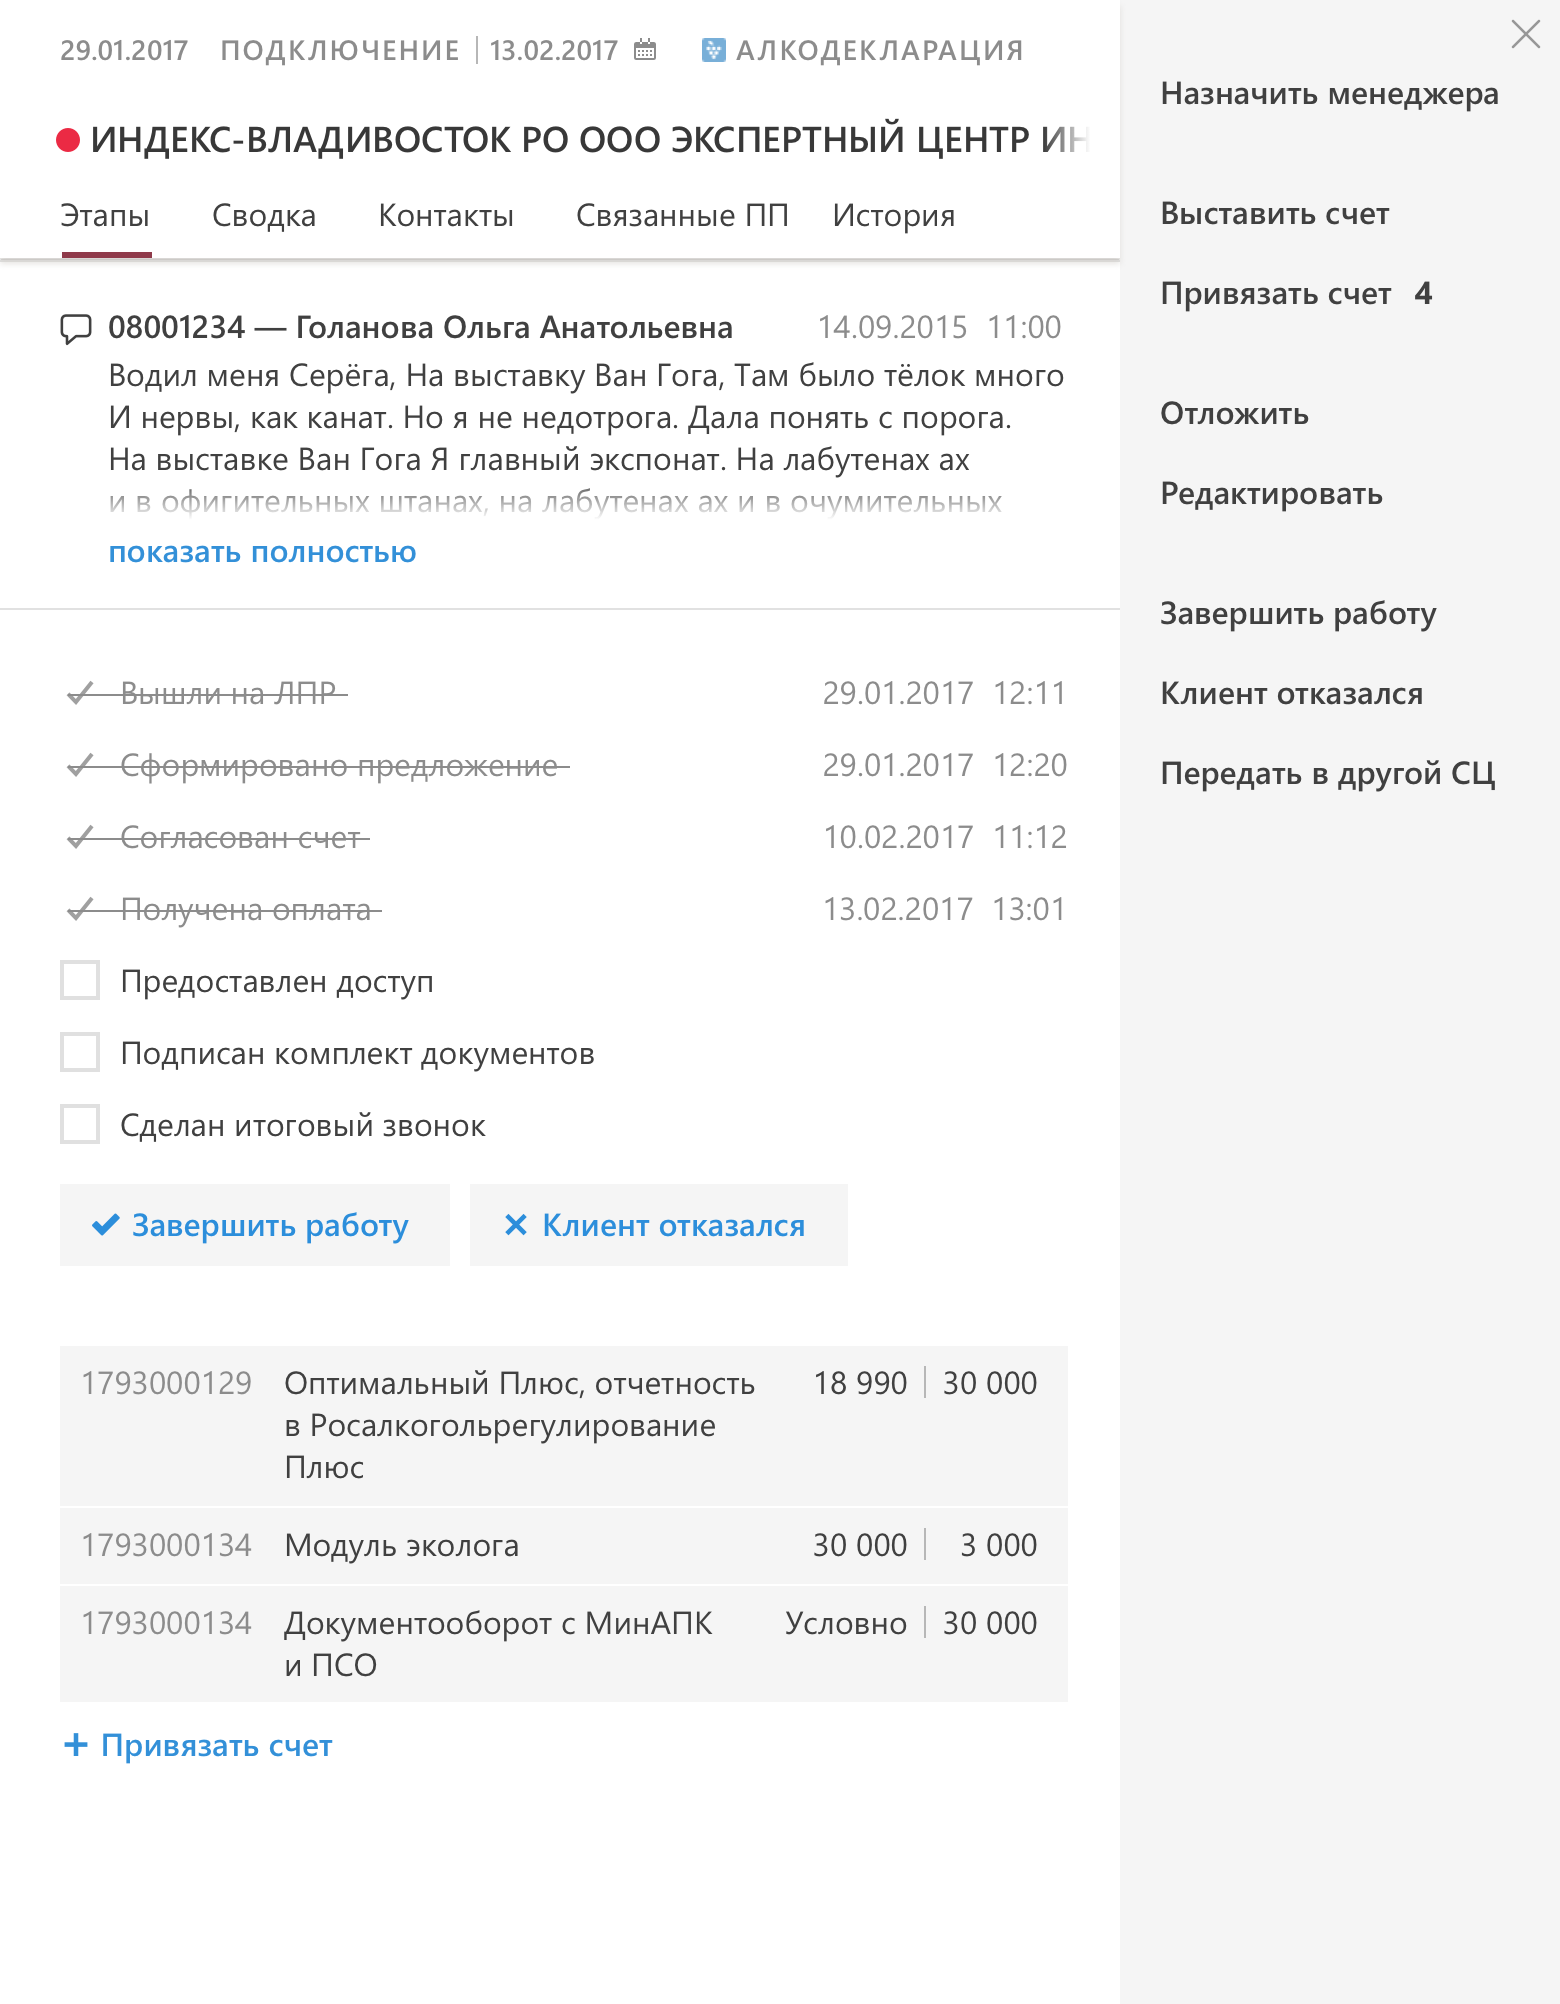 29.01.2017 ПОДКЛЮЧЕНИЕ 13.02.2017 АЛКОДЕКЛАРАЦИЯ
ИНДЕКС-ВЛАДИВОСТОК РО ООО ЭКСПЕРТНЫЙ ЦЕНТР ИН
Этапы Сводка Контакты Связанные ПП История
08001234 — Голанова Ольга Анатольевна 14.09.2015 11:00
Водил меня Серёга, На выставку Ван Гога, Там было тёлок много
И нервы, как канат. Но я не недотрога. Дала понять с порога.
На выставке Ван Гога Я главный экспонат. На лабутенах ах
и в офигительных штанах, на лабутенах ах и в очумительных
показать полностью
Вышли на ЛПР 29.01.2017 12:11
Сформировано предложение 29.01.2017 12:20
Согласован счет 10.02.2017 11:12
Получена оплата 13.02.2017 13:01
Предоставлен доступ
Подписан комплект документов
Сделан итоговый звонок
Завершить работу Клиент отказался
1793000129 Оптимальный Плюс, отчетность 18 990 30 000
в Росалкогольрегулирование
Плюс
1793000134 Модуль эколога 30 000 3 000
1793000134 Документооборот с МинАПК Условно 30 000
и ПСО
+ Привязать счет
Назначить менеджера
Выставить счет
Привязать счет 4
Отложить
Редактировать
Завершить работу
Клиент отказался
Передать в другой СЦ